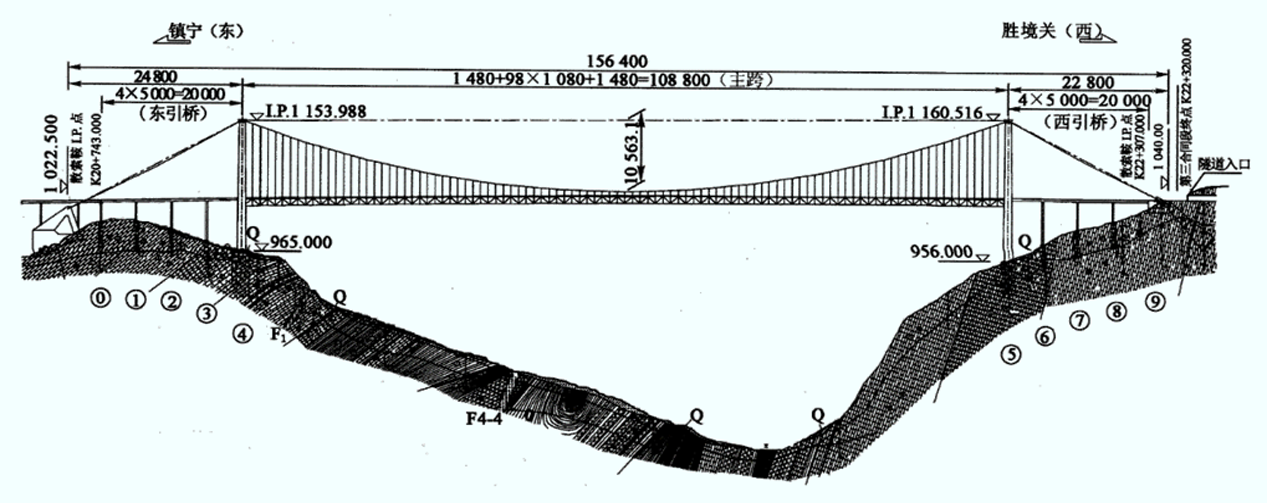 镇宁(东)
胜境关(西)
156 400
24 800
1 480+98×1 080+1 480=108 800(主跨)
22 800
4×5 000=20 000
(东引桥)
4×5 000=20 000
(西引桥)
I.P.1 153.988
I.P.1 160.516
10 563.1
1 022.500
散索鞍 I.P. 点
K20+743.000
散索鞍 I.P. 点
K22+307.000
1 040.00
第三合同段终点 K22+320.000
隧道入口
Q
965.000
956.000
Q
⓪
①
②
③
④
F1
Q
F4-4
Q
Q
⑤
⑥
⑦
⑧
⑨